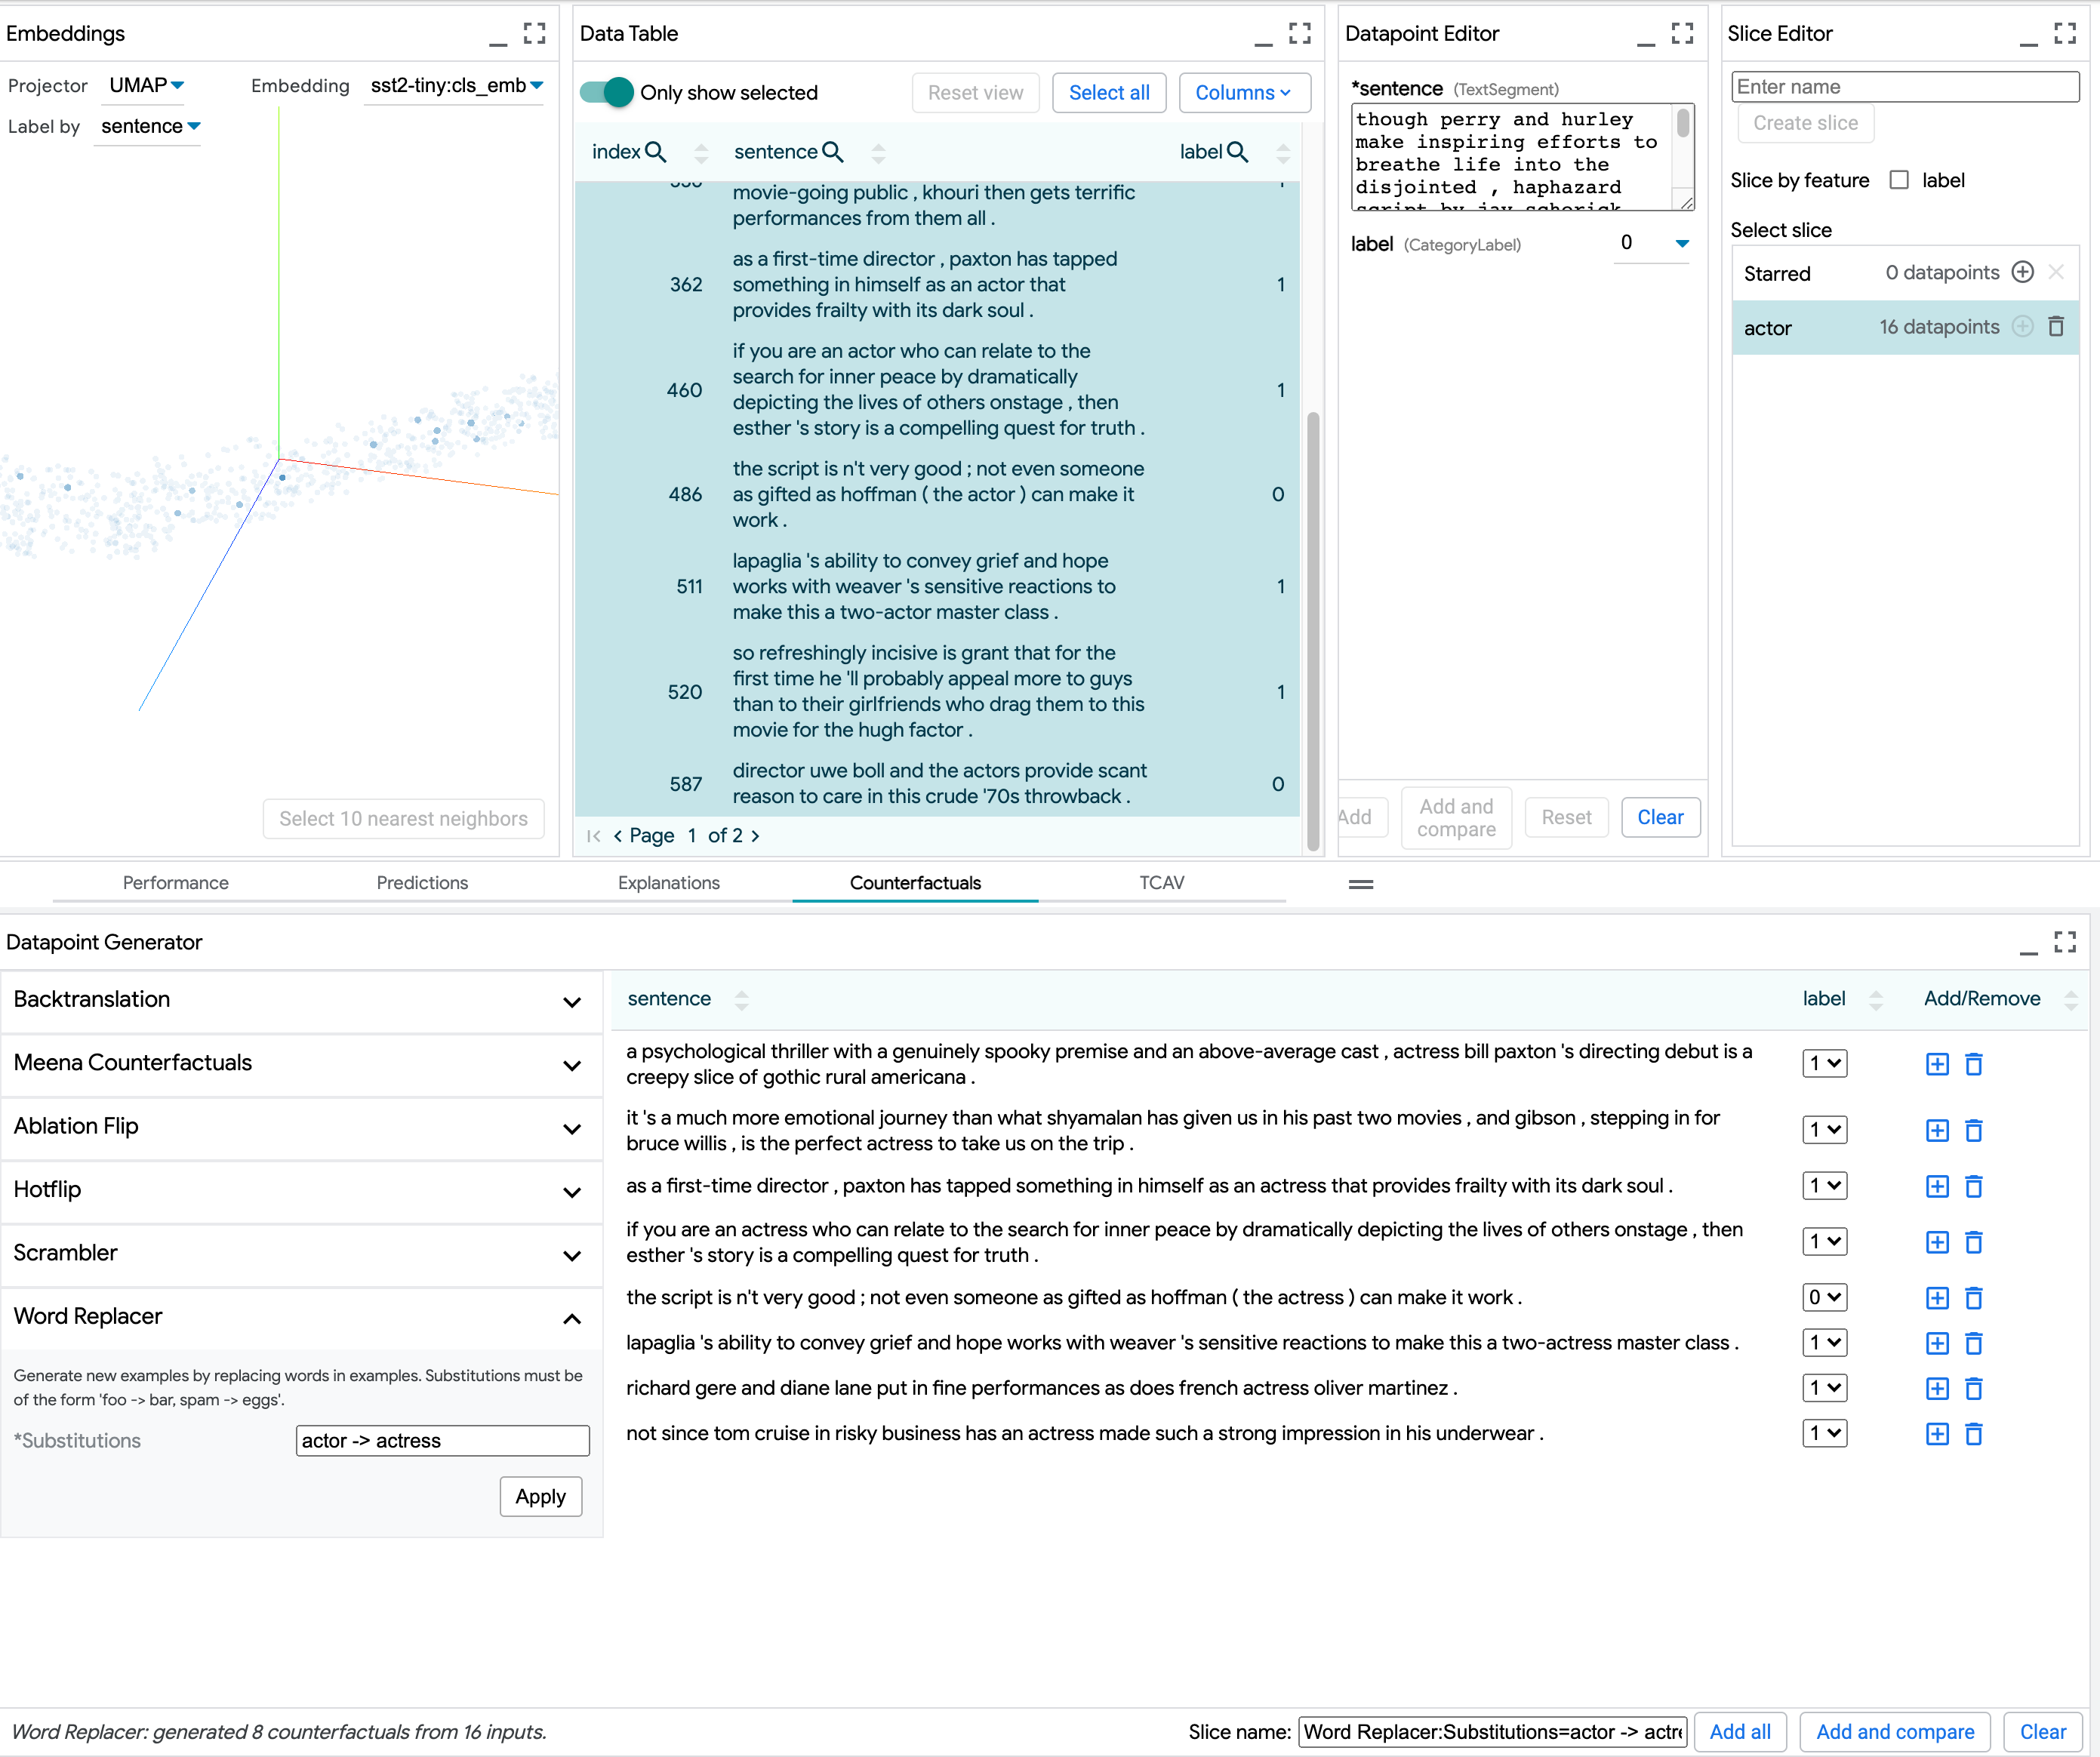 Embeddings
Projector UMAP Embedding sst2-tiny:cls_emb
Label by sentence
Select 10 nearest neighbors
Data Table
Only show selected Reset view Select all Columns
index sentence label
movie-going public , khouri then gets terrific
performances from them all .
as a first-time director , paxton has tapped
362 something in himself as an actor that 1
provides frailty with its dark soul .
if you are an actor who can relate to the
search for inner peace by dramatically
460 depicting the lives of others onstage , then 1
esther 's story is a compelling quest for truth .
the script is n't very good ; not even someone
486 as gifted as hoffman ( the actor ) can make it 0
work .
lapaglia 's ability to convey grief and hope
511 works with weaver 's sensitive reactions to 1
make this a two-actor master class .
so refreshingly incisive is grant that for the
first time he 'll probably appeal more to guys
520 than to their girlfriends who drag them to this 1
movie for the hugh factor .
director uwe boll and the actors provide scant
587 reason to care in this crude '70s throwback . 0
Page 1 of 2
Datapoint Editor
*sentence (TextSegment)
though perry and hurley
make inspiring efforts to
breathe life into the
disjointed , haphazard
script by jay scherick
label (CategoryLabel) 0
Add Add and compare Reset Clear
Slice Editor
Enter name
Create slice
Slice by feature label
Select slice
Starred 0 datapoints
actor 16 datapoints
Performance Predictions Explanations Counterfactuals TCAV
Datapoint Generator
Backtranslation
Meena Counterfactuals
Ablation Flip
Hotflip
Scrambler
Word Replacer
Generate new examples by replacing words in examples. Substitutions must be
of the form 'foo -> bar, spam -> eggs'.
*Substitutions actor -> actress
Apply
sentence label Add/Remove
a psychological thriller with a genuinely spooky premise and an above-average cast , actress bill paxton 's directing debut is a 1
creepy slice of gothic rural americana .
it 's a much more emotional journey than what shyamalan has given us in his past two movies , and gibson , stepping in for 1
bruce willis , is the perfect actress to take us on the trip .
as a first-time director , paxton has tapped something in himself as an actress that provides frailty with its dark soul . 1
if you are an actress who can relate to the search for inner peace by dramatically depicting the lives of others onstage , then 1
esther 's story is a compelling quest for truth .
the script is n't very good ; not even someone as gifted as hoffman ( the actress ) can make it work . 0
lapaglia 's ability to convey grief and hope works with weaver 's sensitive reactions to make this a two-actress master class . 1
richard gere and diane lane put in fine performances as does french actress oliver martinez . 1
not since tom cruise in risky business has an actress made such a strong impression in his underwear . 1
Word Replacer: generated 8 counterfactuals from 16 inputs.
Slice name: Word Replacer:Substitutions=actor -> actre Add all Add and compare Clear